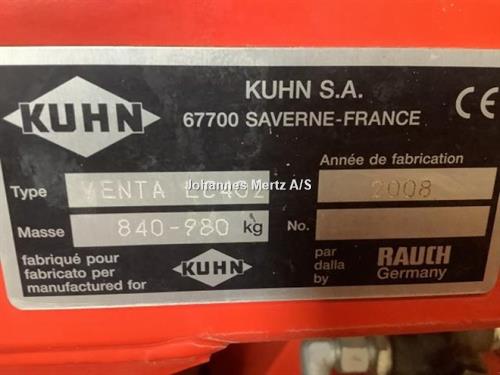 KUHN
KUHN S.A.
67700 SAVERNE-FRANCE
CE
Année de fabrication
Type VENTA LC402 2008
Johannes Mertz A/S
Masse 840-980 kg No.
fabriqué pour
fabricato per
manufactured for
KUHN
par
dalla
by
RAUCH
Germany